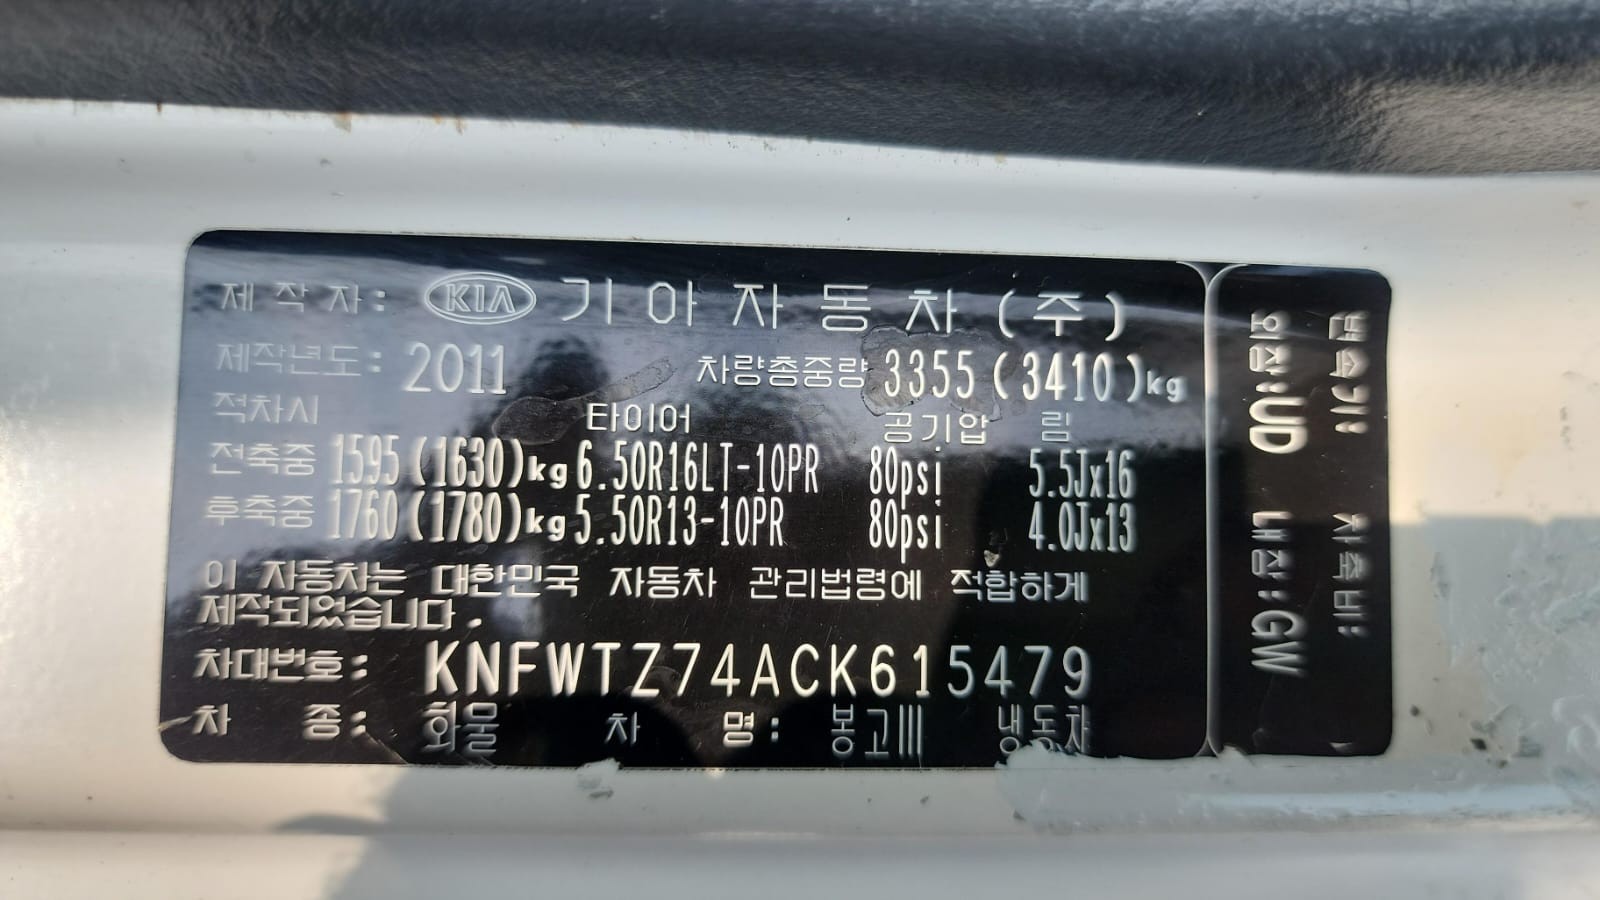 제작자: KIA 기아자동차(주)
제작년도: 2011 차량총중량 3355(3410)kg
적차시 타이어 공기압 림
전축중 1595(1630)kg 6.50R16LT-10PR 80psi 5.5Jx16
후축중 1760(1780)kg 5.50R13-10PR 80psi 4.0Jx13
이 자동차는 대한민국 자동차 관리법령에 적합하게
제작되었습니다.
차대번호: KNFWTZ74ACK615479
차 종: 화물 차 명: 봉고III 냉동차
변속기: 차축비:
외장:UD 내장:GW